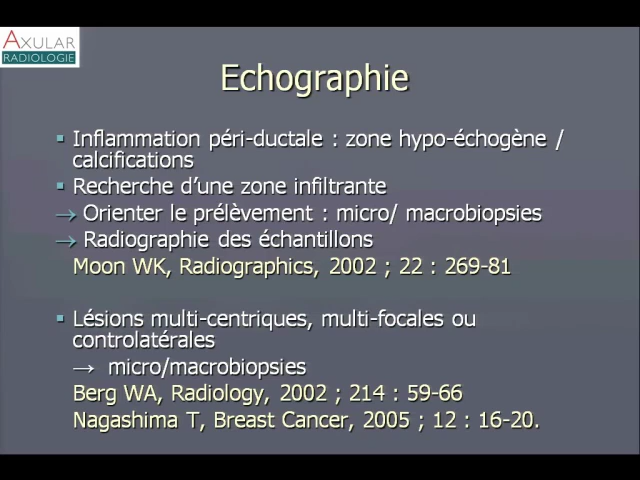 AXULAR
RADIOLOGIE
Echographie
▪ Inflammation péri-ductale : zone hypo-échogène /
calcifications
▪ Recherche d’une zone infiltrante
→ Orienter le prélèvement : micro/ macrobiopsies
→ Radiographie des échantillons
Moon WK, Radiographics, 2002 ; 22 : 269-81
▪ Lésions multi-centriques, multi-focales ou
controlatérales
→ micro/macrobiopsies
Berg WA, Radiology, 2002 ; 214 : 59-66
Nagashima T, Breast Cancer, 2005 ; 12 : 16-20.